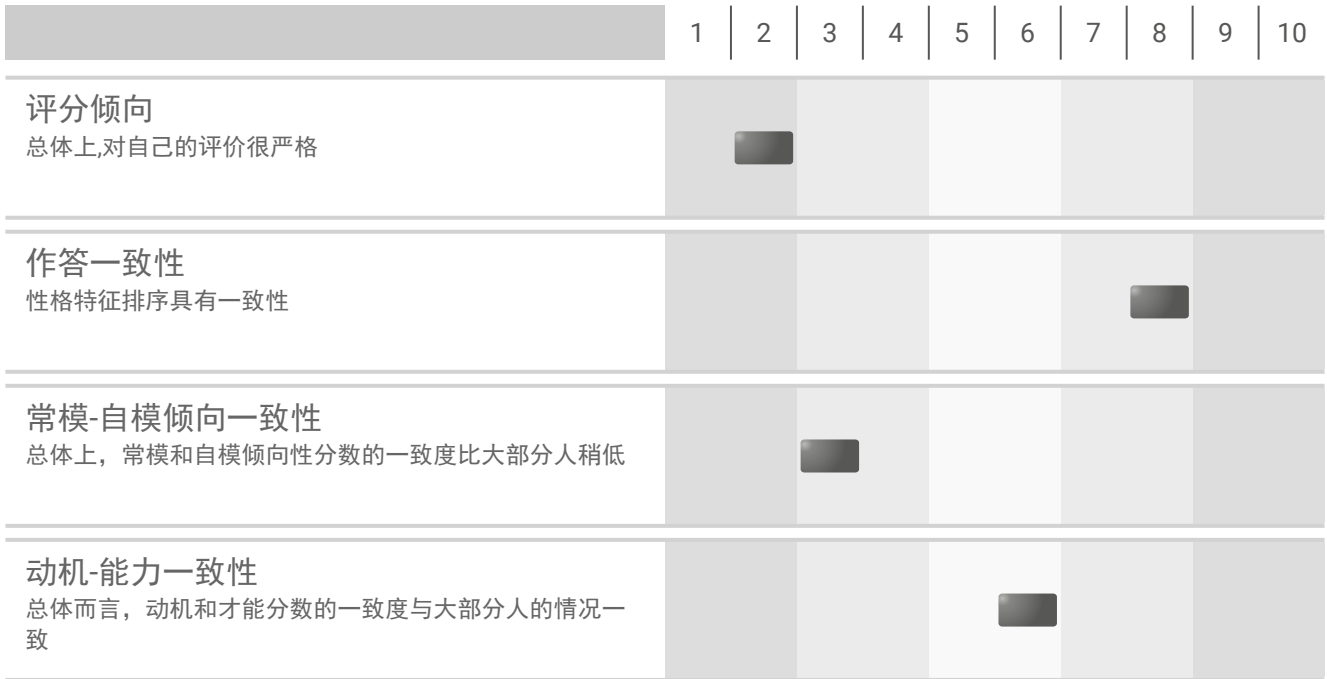 1 2 3 4 5 6 7 8 9 10
评分倾向
总体上,对自己的评价很严格
作答一致性
性格特征排序具有一致性
常模-自模倾向一致性
总体上，常模和自模倾向性分数的一致度比大部分人稍低
动机-能力一致性
总体而言，动机和才能分数的一致度与大部分人的情况一
致